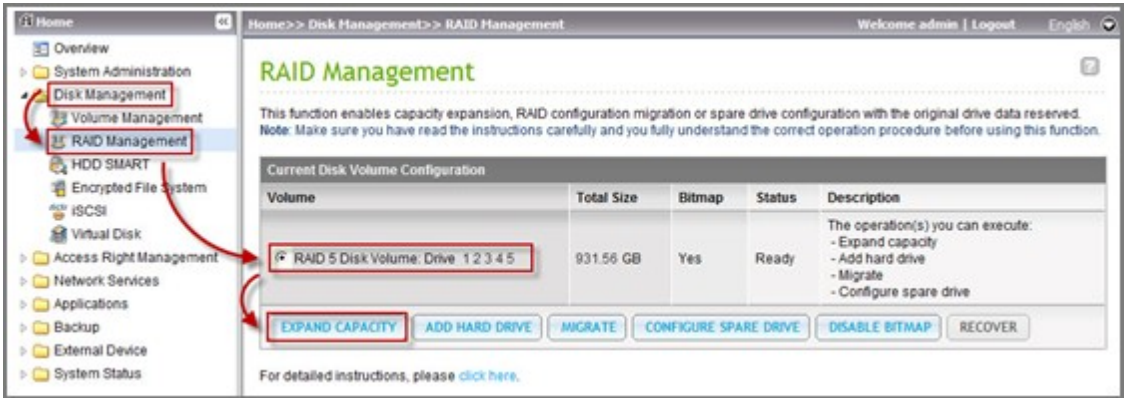 Home
Home>> Disk Management>> RAID Management
Welcome admin | Logout
English
Overview
System Administration
Disk Management
Volume Management
RAID Management
HDD SMART
Encrypted File System
iSCSI
Virtual Disk
Access Right Management
Network Services
Applications
Backup
External Device
System Status
RAID Management
This function enables capacity expansion, RAID configuration migration or spare drive configuration with the original drive data reserved.
Note: Make sure you have read the instructions carefully and you fully understand the correct operation procedure before using this function.
Current Disk Volume Configuration
Volume Total Size Bitmap Status Description
RAID 5 Disk Volume: Drive 1 2 3 4 5 931.56 GB Yes Ready
The operation(s) you can execute:
- Expand capacity
- Add hard drive
- Migrate
- Configure spare drive
EXPAND CAPACITY ADD HARD DRIVE MIGRATE CONFIGURE SPARE DRIVE DISABLE BITMAP RECOVER
For detailed instructions, please click here.